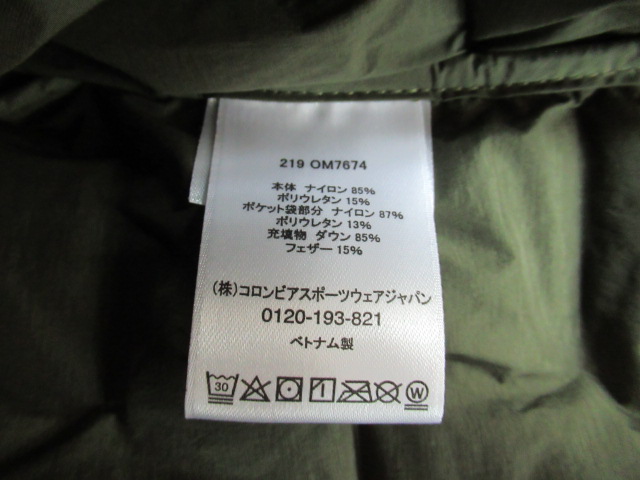 219 OM7674
本体 ナイロン 85%
ポリウレタン 15%
ポケット袋部分 ナイロン 87%
ポリウレタン 13%
充填物 ダウン 85%
フェザー 15%
(株)コロンビアスポーツウェアジャパン
0120-193-821
ベトナム製
30 W